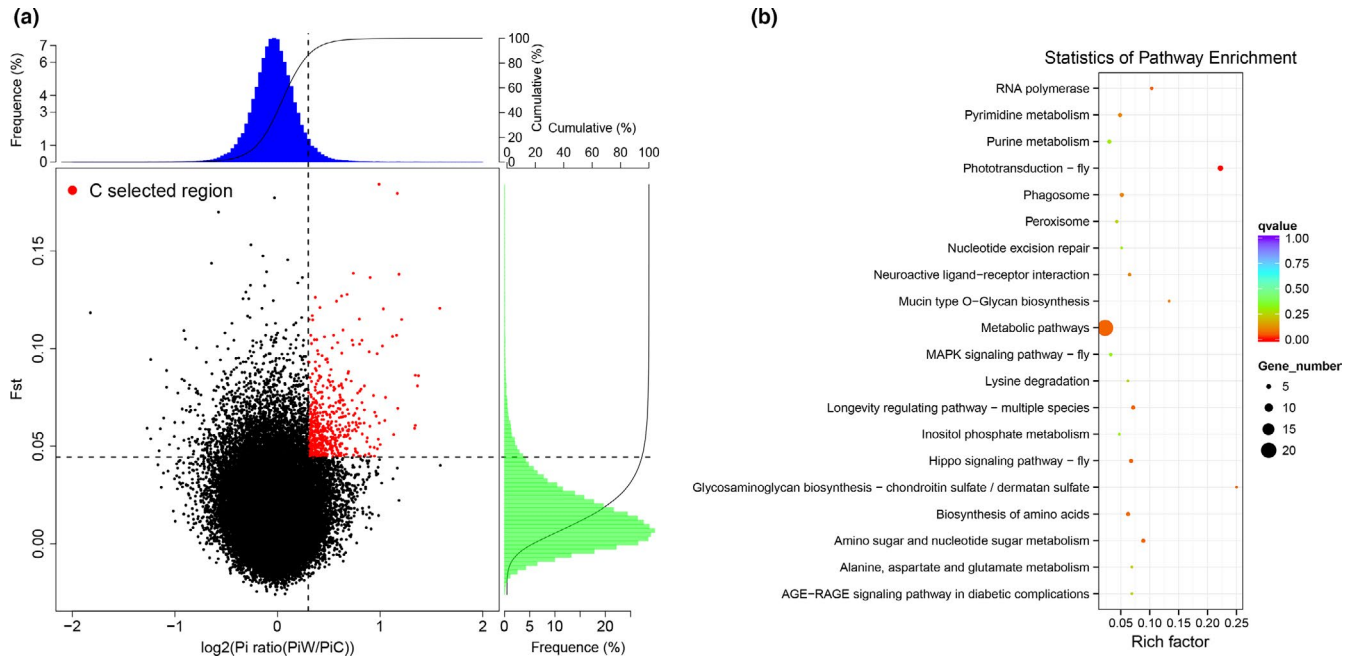 (a)
(b)
7
6
4
3
1
0
Frequence (%)
100
80
60
40
20
0
Cumulative (%)
Cumulative (%)
0 20 40 60 80 100
C selected region
0.15
0.10
0.05
0.00
Fst
−2 −1 0 1 2
log2(Pi ratio(PiW/PiC))
0 5 10 20
Frequence (%)
Statistics of Pathway Enrichment
RNA polymerase
Pyrimidine metabolism
Purine metabolism
Phototransduction − fly
Phagosome
Peroxisome
Nucleotide excision repair
Neuroactive ligand−receptor interaction
Mucin type O−Glycan biosynthesis
Metabolic pathways
MAPK signaling pathway − fly
Lysine degradation
Longevity regulating pathway − multiple species
Inositol phosphate metabolism
Hippo signaling pathway − fly
Glycosaminoglycan biosynthesis − chondroitin sulfate / dermatan sulfate
Biosynthesis of amino acids
Amino sugar and nucleotide sugar metabolism
Alanine, aspartate and glutamate metabolism
AGE−RAGE signaling pathway in diabetic complications
0.05 0.10 0.15 0.20 0.25
Rich factor
qvalue
1.00
0.75
0.50
0.25
0.00
Gene_number
5
10
15
20